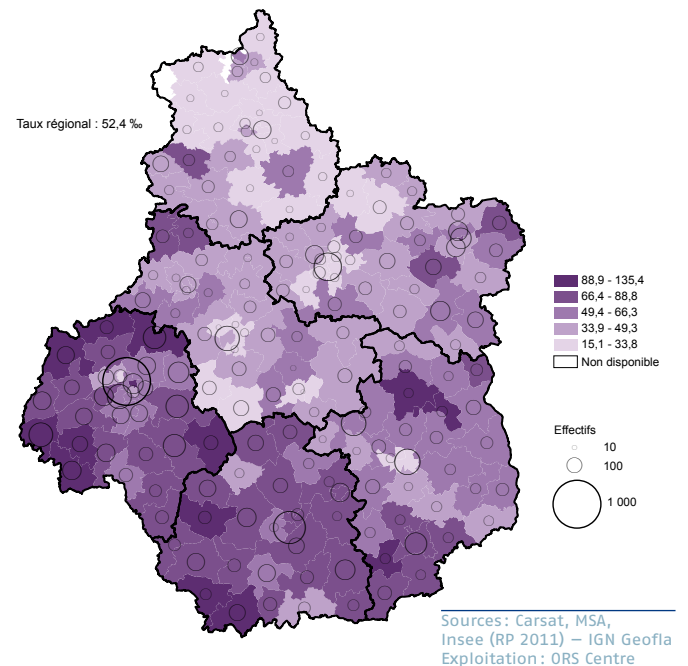 Taux régional : 52,4 ‰
88,9 - 135,4
66,4 - 88,8
49,4 - 66,3
33,9 - 49,3
15,1 - 33,8
Non disponible
Effectifs
10
100
1 000
Sources : Carsat, MSA,
Insee (RP 2011) – IGN Geofla
Exploitation : ORS Centre